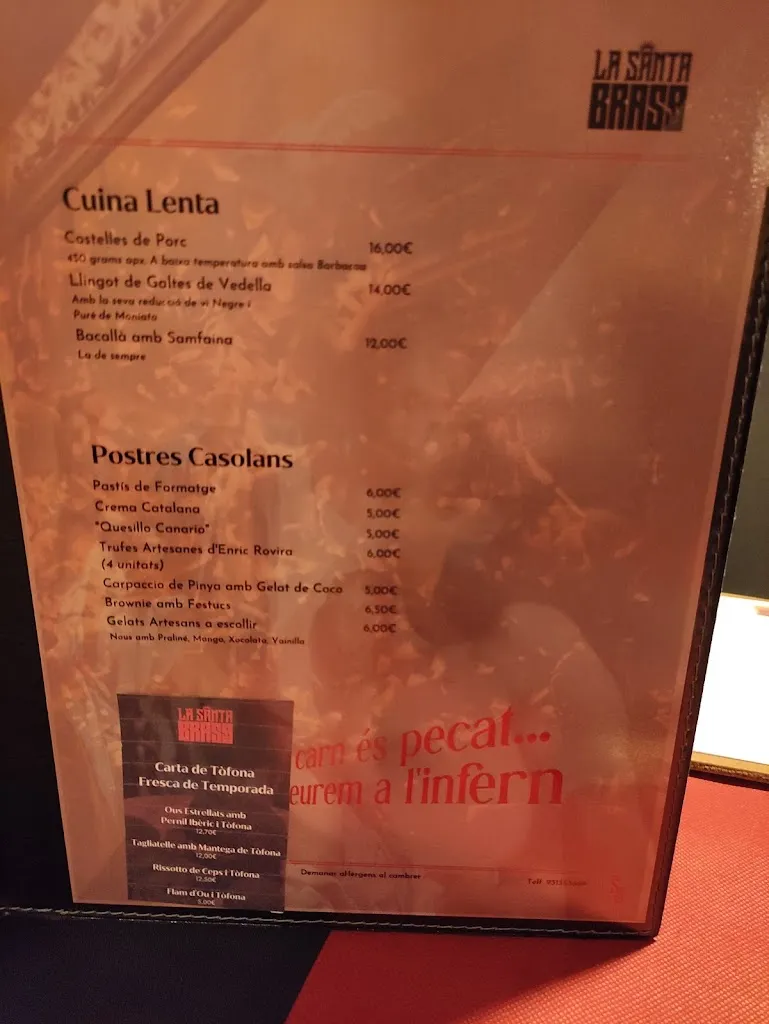 LA SÂNTA
BRASA
Cuina Lenta
Costelles de Porc 16,00€
450 grams apx. A baixa temperatura amb salsa Barbacoa
Llingot de Galtes de Vedella 14,00€
Amb la seva reducció de vi Negre i
Puré de Moniato
Bacallà amb Samfaina 12,00€
La de sempre
Postres Casolans
Pastís de Formatge 6,00€
Crema Catalana 5,00€
"Quesillo Canario" 5,00€
Trufes Artesanes d'Enric Rovira 6,00€
(4 unitats)
Carpaccio de Pinya amb Gelat de Coco 5,00€
Brownie amb Festucs 6,50€
Gelats Artesans a escollir 6,00€
Nous amb Praliné, Mango, Xocolata, Vainilla
carn és pecat...
eurem a l'infern
LA SÂNTA
BRASA
Carta de Tòfona
Fresca de Temporada
Ous Estrellats amb
Pernil Ibèric i Tòfona
12,70€
Tagliatelle amb Mantega de Tòfona
12,00€
Rissotto de Ceps i Tòfona
12,50€
Flam d'Ou i Tòfona
5,00€
Demanar al·lèrgens al cambrer
Telf.